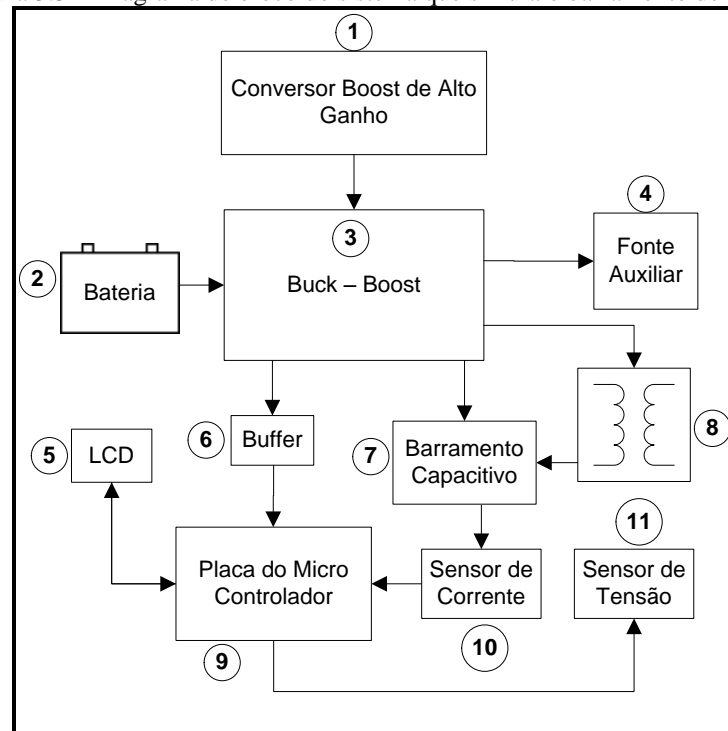 1
Conversor Boost de Alto
Ganho
2
Bateria
3
Buck – Boost
4
Fonte
Auxiliar
5
LCD
6
Buffer
7
Barramento
Capacitivo
8
9
Placa do Micro
Controlador
10
Sensor de
Corrente
11
Sensor de
Tensão